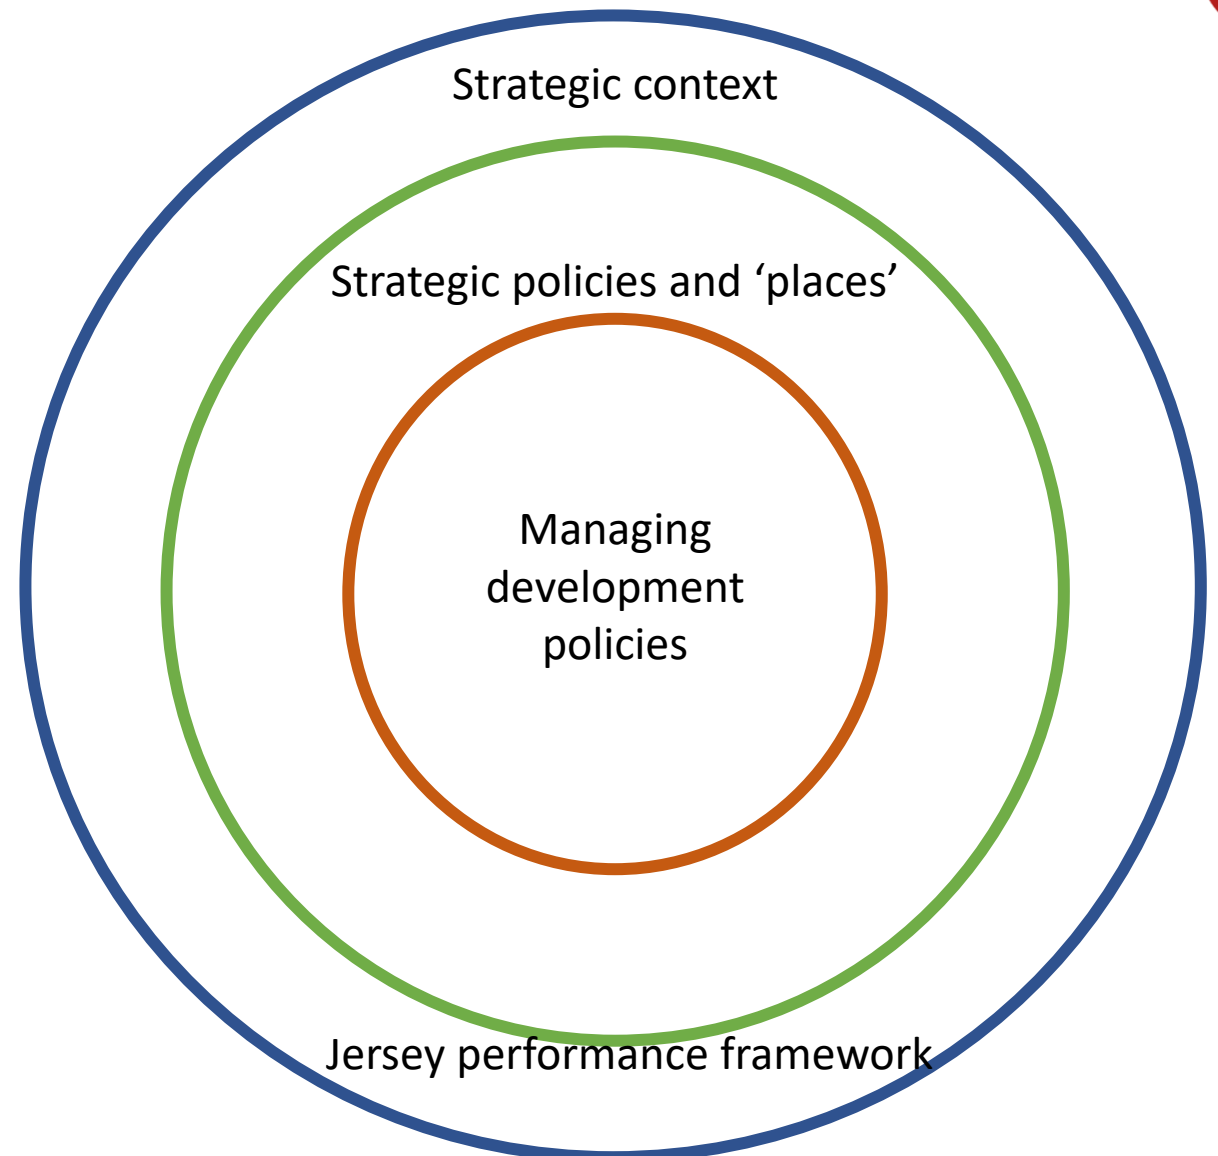 Strategic context
Strategic policies and ‘places’
Managing
development
policies
Jersey performance framework